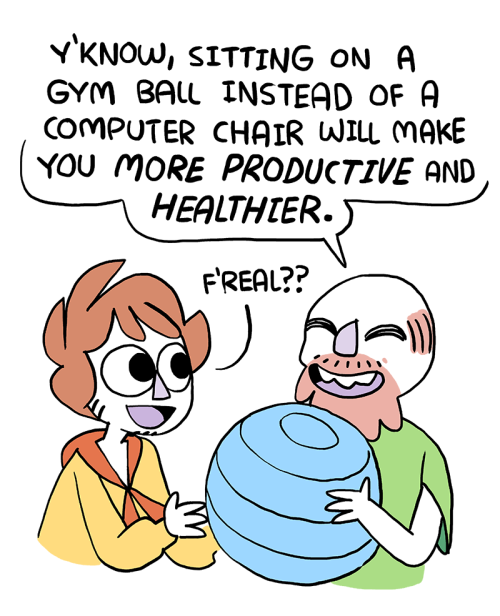 Y'KNOW, SITTING ON A
GYM BALL INSTEAD OF A
COMPUTER CHAIR WILL MAKE
YOU MORE PRODUCTIVE AND
HEALTHIER.
F'REAL??